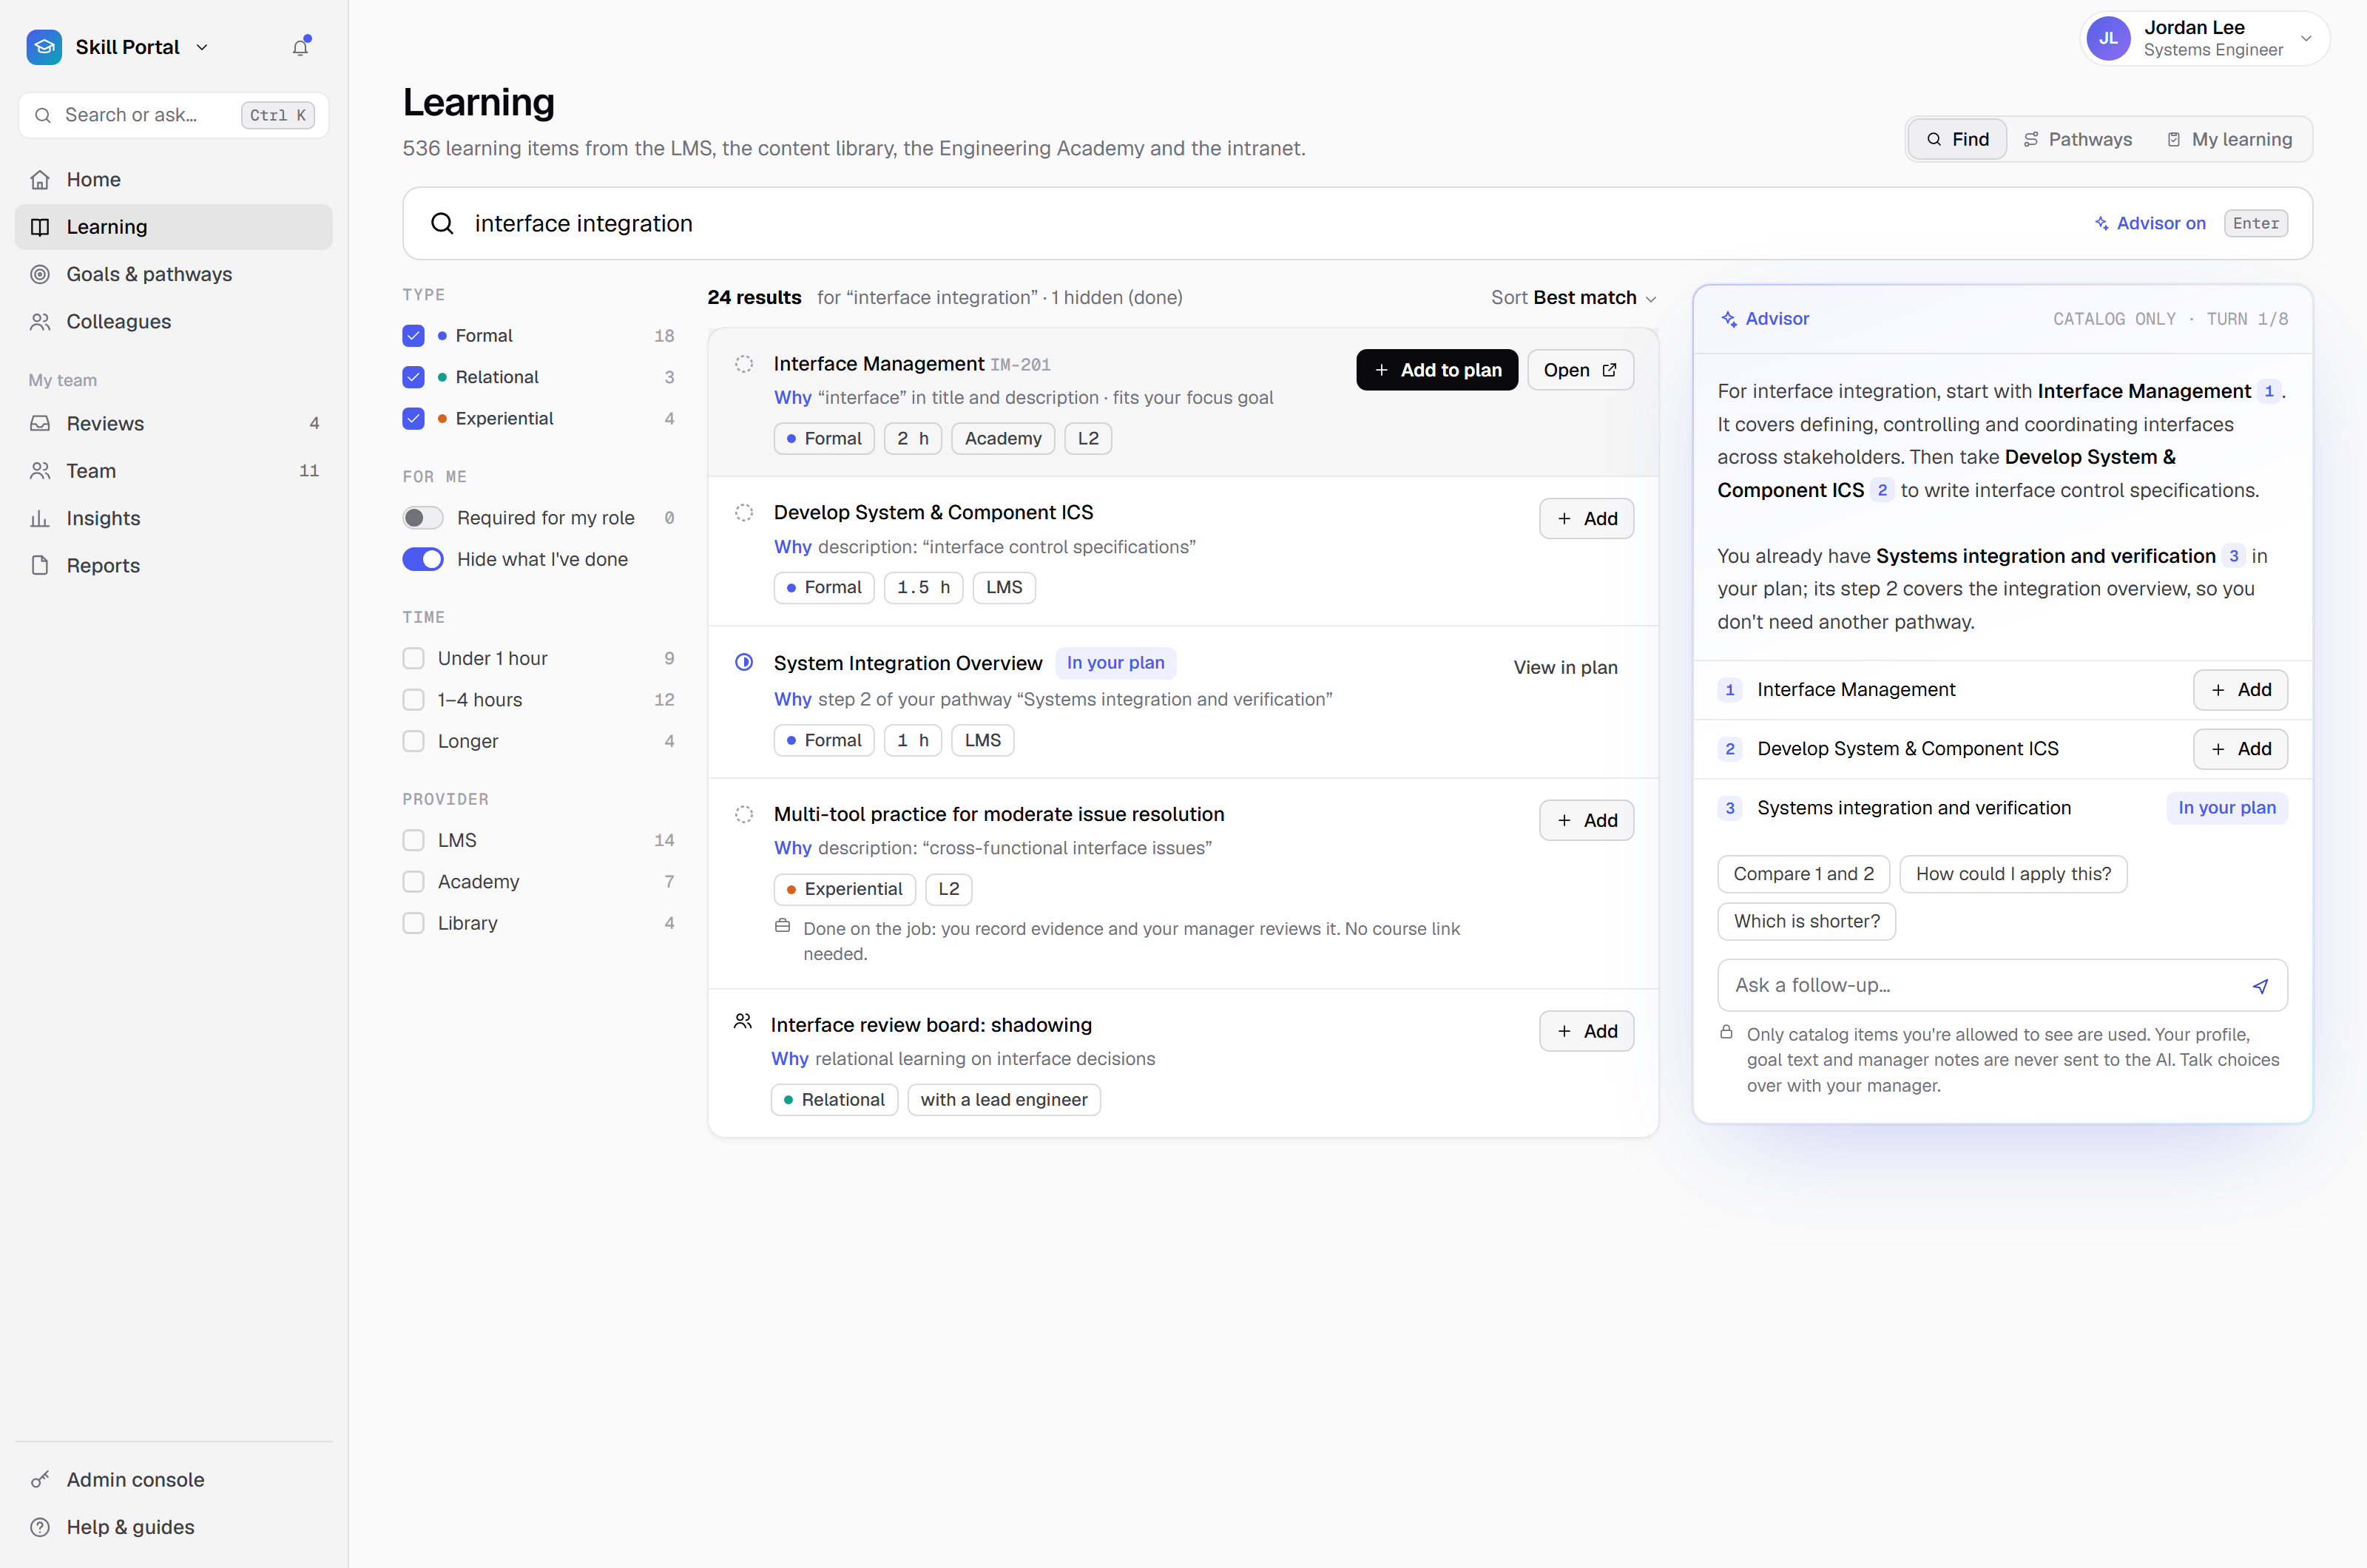 Skill Portal
Search or ask...
Ctrl K
Home
Learning
Goals & pathways
Colleagues
My team
Reviews 4
Team 11
Insights
Reports
Admin console
Help & guides
JL
Jordan Lee
Systems Engineer
Learning
536 learning items from the LMS, the content library, the Engineering Academy and the intranet.
Find
Pathways
My learning
interface integration
Advisor on
Enter
TYPE
Formal 18
Relational 3
Experiential 4
FOR ME
Required for my role 0
Hide what I've done
TIME
Under 1 hour 9
1–4 hours 12
Longer 4
PROVIDER
LMS 14
Academy 7
Library 4
24 results for “interface integration” · 1 hidden (done)
Sort Best match
Interface Management IM-201
Why “interface” in title and description · fits your focus goal
Formal 2 h Academy L2
+ Add to plan
Open
Develop System & Component ICS
Why description: “interface control specifications”
Formal 1.5 h LMS
+ Add
System Integration Overview In your plan
Why step 2 of your pathway “Systems integration and verification”
Formal 1 h LMS
View in plan
Multi-tool practice for moderate issue resolution
Why description: “cross-functional interface issues”
Experiential L2
Done on the job: you record evidence and your manager reviews it. No course link
needed.
+ Add
Interface review board: shadowing
Why relational learning on interface decisions
Relational with a lead engineer
+ Add
Advisor
CATALOG ONLY · TURN 1/8
For interface integration, start with Interface Management 1 .
It covers defining, controlling and coordinating interfaces
across stakeholders. Then take Develop System &
Component ICS 2 to write interface control specifications.
You already have Systems integration and verification 3 in
your plan; its step 2 covers the integration overview, so you
don't need another pathway.
1 Interface Management + Add
2 Develop System & Component ICS + Add
3 Systems integration and verification In your plan
Compare 1 and 2
How could I apply this?
Which is shorter?
Ask a follow-up...
Only catalog items you're allowed to see are used. Your profile,
goal text and manager notes are never sent to the AI. Talk choices
over with your manager.